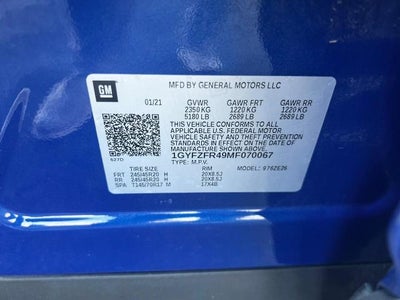 GM
MFD BY GENERAL MOTORS LLC
01/21 GVWR GAWR FRT GAWR RR
2350 KG 1220 KG 1220 KG
5180 LB 2689 LB 2689 LB
THIS VEHICLE CONFORMS TO ALL
APPLICABLE U.S. FEDERAL MOTOR
VEHICLE SAFETY AND THEFT
PREVENTION STANDARDS IN EFFECT
ON THE DATE OF MANUFACTURE
SHOWN ABOVE.
1GYFZFR49MF070067
TYPE: M.P.V. MODEL:
TIRE SIZE RIM
FRT 245/45R20 H 20X8.5J
RR 245/45R20 H 20X8.5J
SPA T145/70R17 M 17X4B